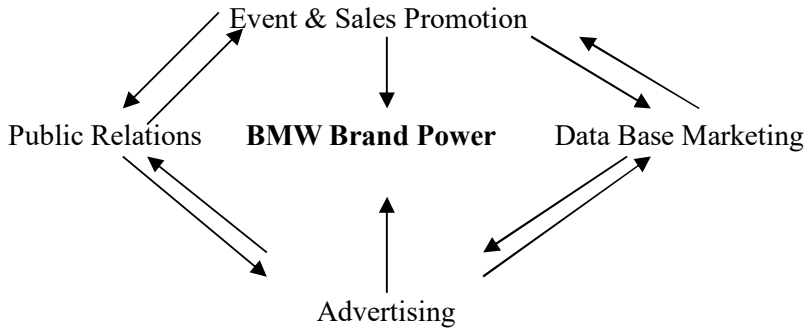 Event & Sales Promotion
Public Relations BMW Brand Power Data Base Marketing
Advertising